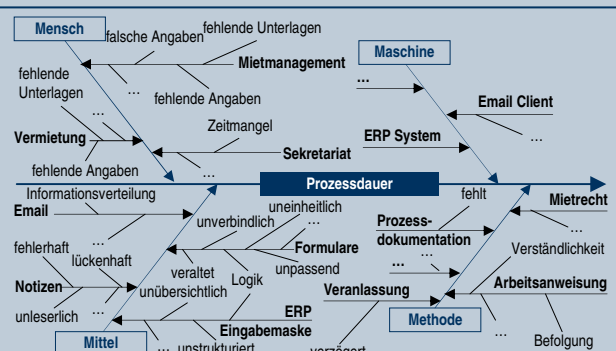 Mensch
falsche Angaben
fehlende Unterlagen
Maschine
fehlende
Unterlagen
...
Mietmanagement
fehlende Angaben
...
Email Client
...
Vermietung
...
Zeitmangel
ERP System
...
fehlende Angaben
...
Sekretariat
Prozessdauer
Informationsverteilung
Email
...
unverbindlich
uneinheitlich
fehlt
Mietrecht
...
Prozess-
dokumentation
fehlerhaft
lückenhaft
...
Formulare
unpassend
...
Verständlichkeit
...
Notizen
veraltet
unübersichtlich
Logik
Veranlassung
Arbeitsanweisung
unleserlich
ERP
Eingabemaske
Methode
...
Mittel
...
unstrukturiert
verzögert
Befolgung